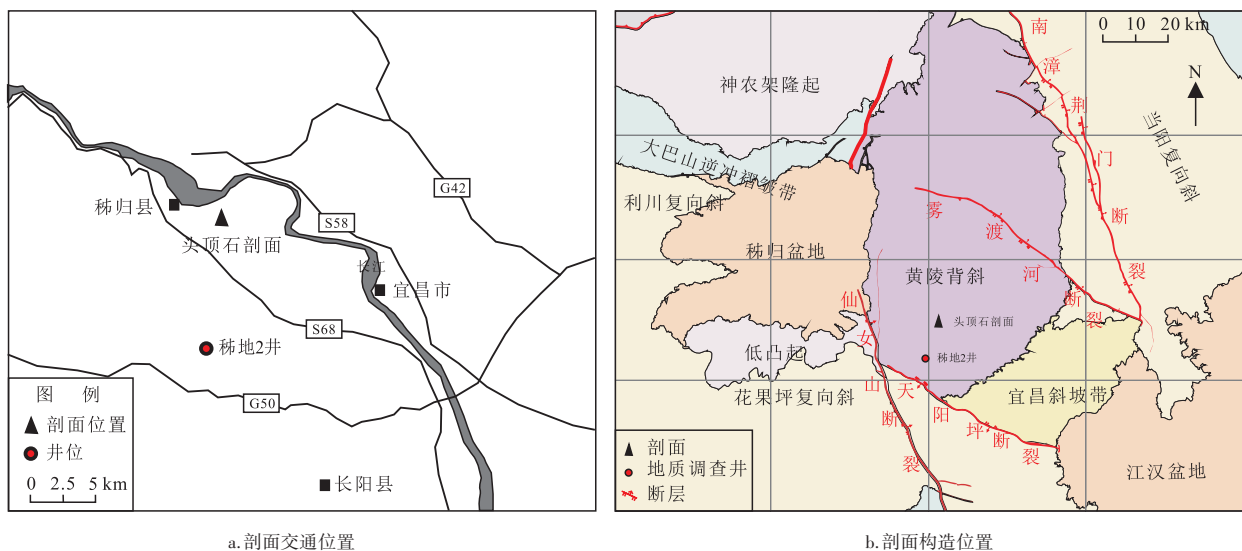 G42
秭归县
头顶石剖面
S58
长江
宜昌市
S68
秭地2井
G50
长阳县
图 例
剖面位置
井位
0 2.5 5 km
a.剖面交通位置
0 10 20 km
N
神农架隆起
大巴山逆冲褶皱带
利川复向斜
秭归盆地
黄陵背斜
当阳复向斜
南漳荆门断裂
雾渡河断裂
仙女山断裂
天阳坪断裂
头顶石剖面
秭地2井
低凸起
花果坪复向斜
宜昌斜坡带
江汉盆地
剖面
地质调查井
断层
b.剖面构造位置